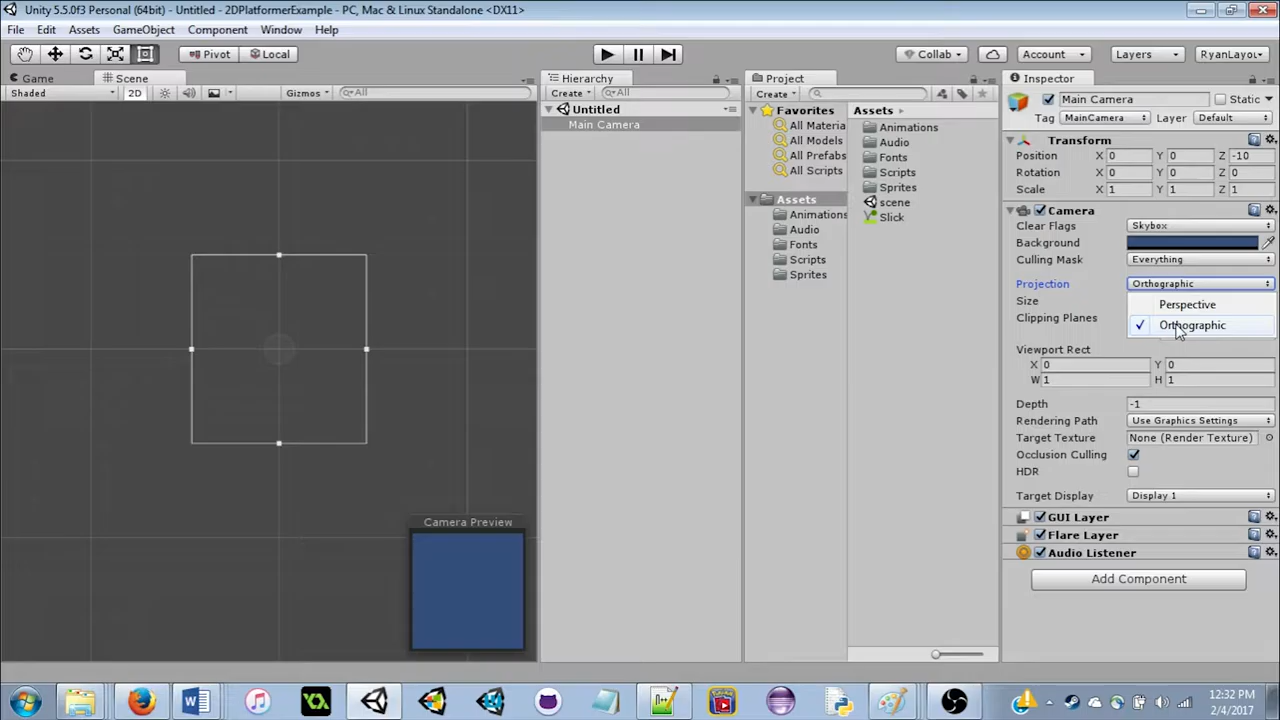 Unity 5.5.0f3 Personal (64bit) - Untitled - 2DPlatformerExample - PC, Mac & Linux Standalone <DX11>
File Edit Assets GameObject Component Window Help
Pivot Local Collab Account Layers RyanLayou
Game Scene Hierarchy Project Inspector
Shaded 2D Gizmos All Create All Create
Main Camera Static
Tag MainCamera Layer Default
Untitled
Main Camera
Favorites
All Materia
All Models
All Prefabs
All Scripts
Assets
Animations
Audio
Fonts
Scripts
Sprites
Assets
Animations
Audio
Fonts
Scripts
Sprites
scene
Slick
Transform
Position X 0 Y 0 Z -10
Rotation X 0 Y 0 Z 0
Scale X 1 Y 1 Z 1
Camera
Clear Flags Skybox
Background
Culling Mask Everything
Projection Orthographic
Perspective
Orthographic
Size
Clipping Planes
Viewport Rect
X 0 Y 0
W 1 H 1
Depth -1
Rendering Path Use Graphics Settings
Target Texture None (Render Texture)
Occlusion Culling
HDR
Target Display Display 1
GUI Layer
Flare Layer
Audio Listener
Add Component
Camera Preview
12:32 PM
2/4/2017